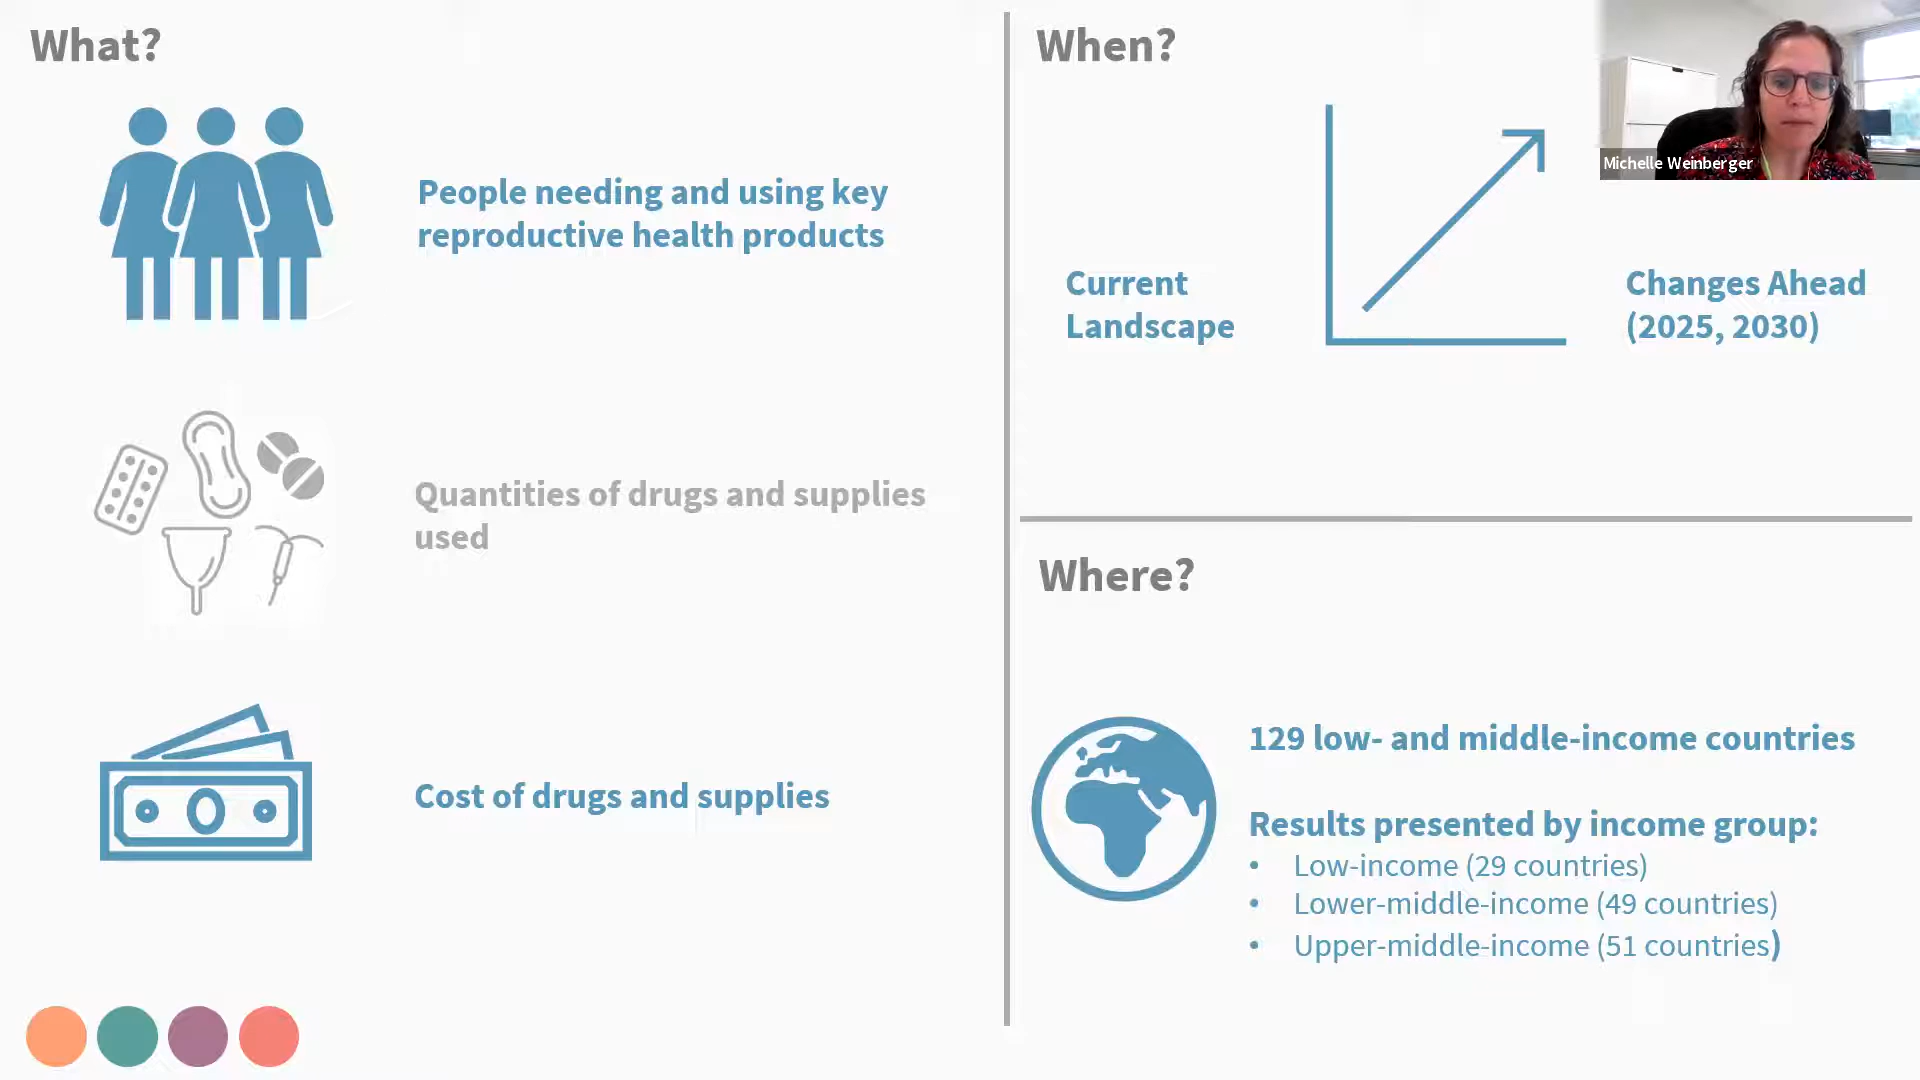 What?
People needing and using key
reproductive health products
Quantities of drugs and supplies
used
Cost of drugs and supplies
When?
Michelle Weinberger
Current
Landscape
Changes Ahead
(2025, 2030)
Where?
129 low- and middle-income countries
Results presented by income group:
• Low-income (29 countries)
• Lower-middle-income (49 countries)
• Upper-middle-income (51 countries)